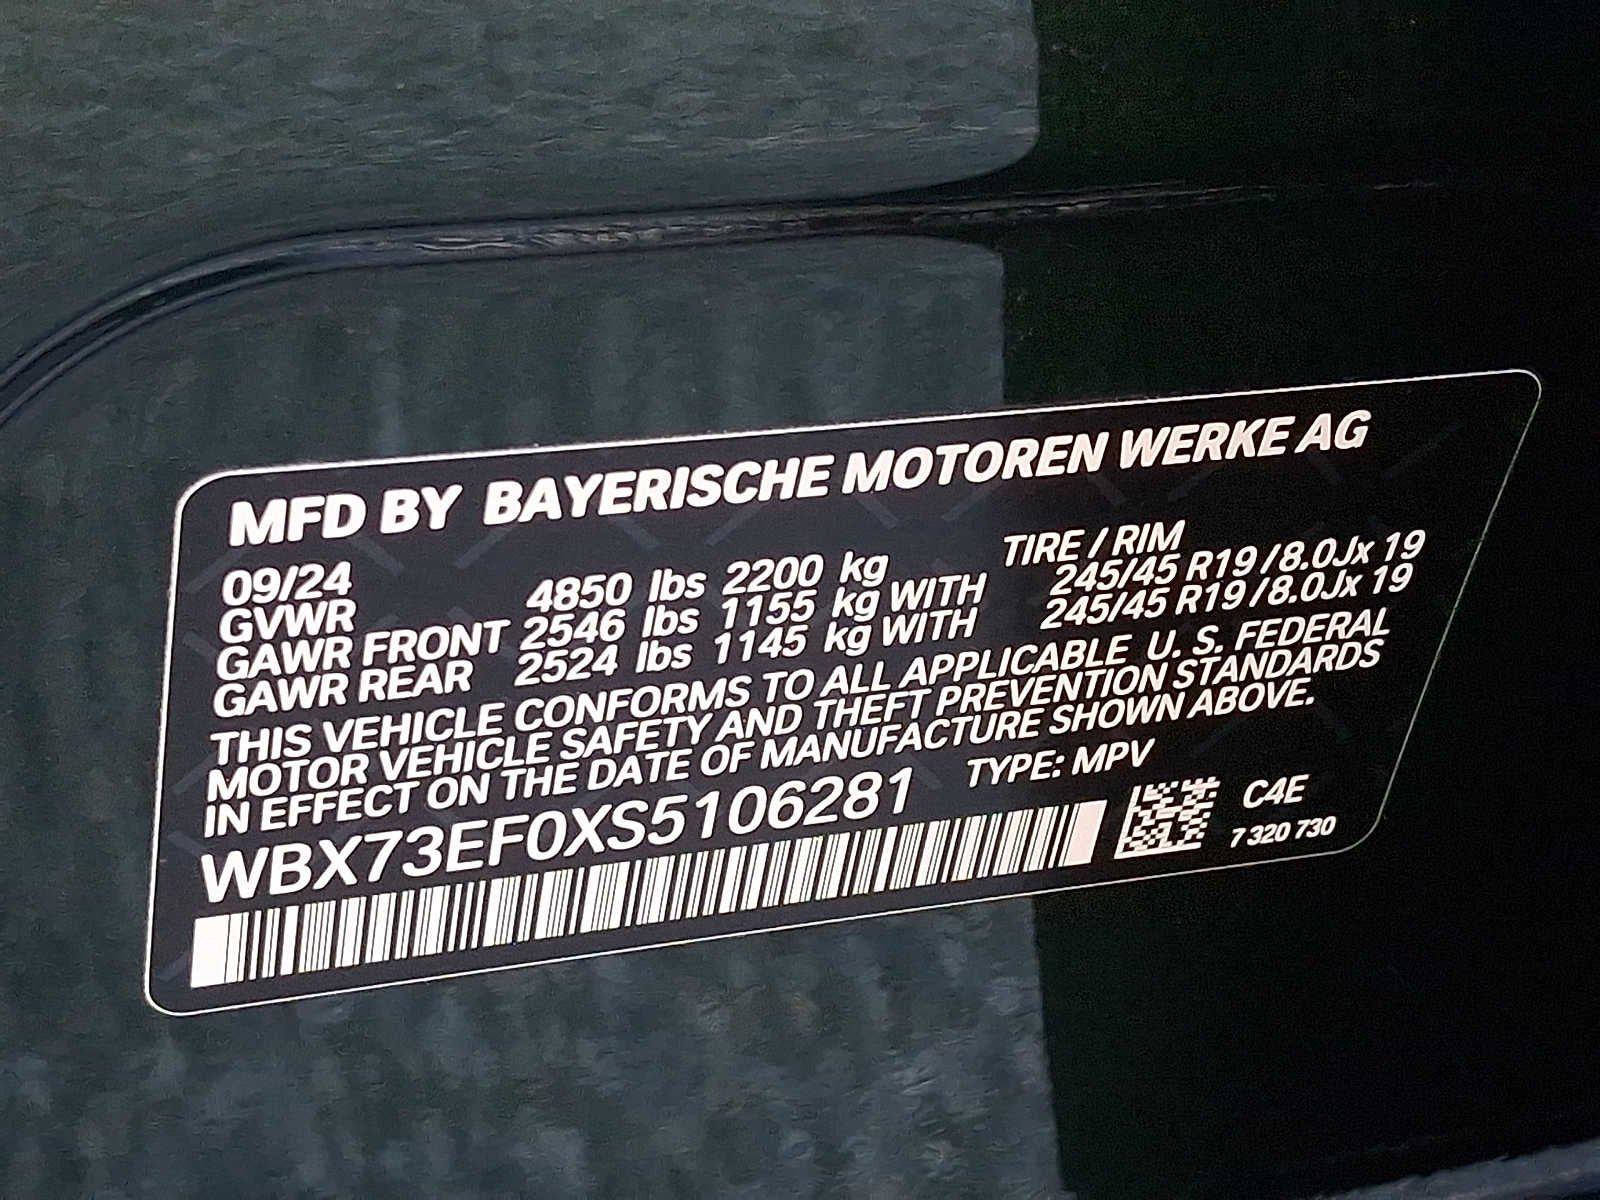 MFD BY BAYERISCHE MOTOREN WERKE AG
09/24 TIRE / RIM
GVWR 4850 lbs 2200 kg
GAWR FRONT 2546 lbs 1155 kg WITH 245/45 R19 / 8.0Jx 19
GAWR REAR 2524 lbs 1145 kg WITH 245/45 R19 / 8.0Jx 19
THIS VEHICLE CONFORMS TO ALL APPLICABLE U. S. FEDERAL
MOTOR VEHICLE SAFETY AND THEFT PREVENTION STANDARDS
IN EFFECT ON THE DATE OF MANUFACTURE SHOWN ABOVE.
WBX73EF0XS5106281 TYPE: MPV
C4E
7 320 730